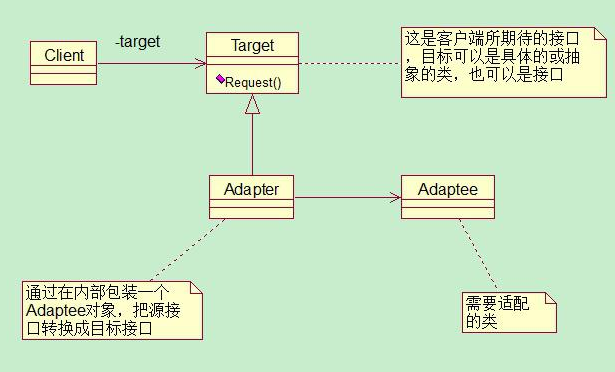 Client
-target
Target
Request()
这是客户端所期待的接口
，目标可以是具体的或抽
象的类，也可以是接口
Adapter
Adaptee
通过在内部包装一个
Adaptee对象，把源接
口转换成目标接口
需要适配
的类